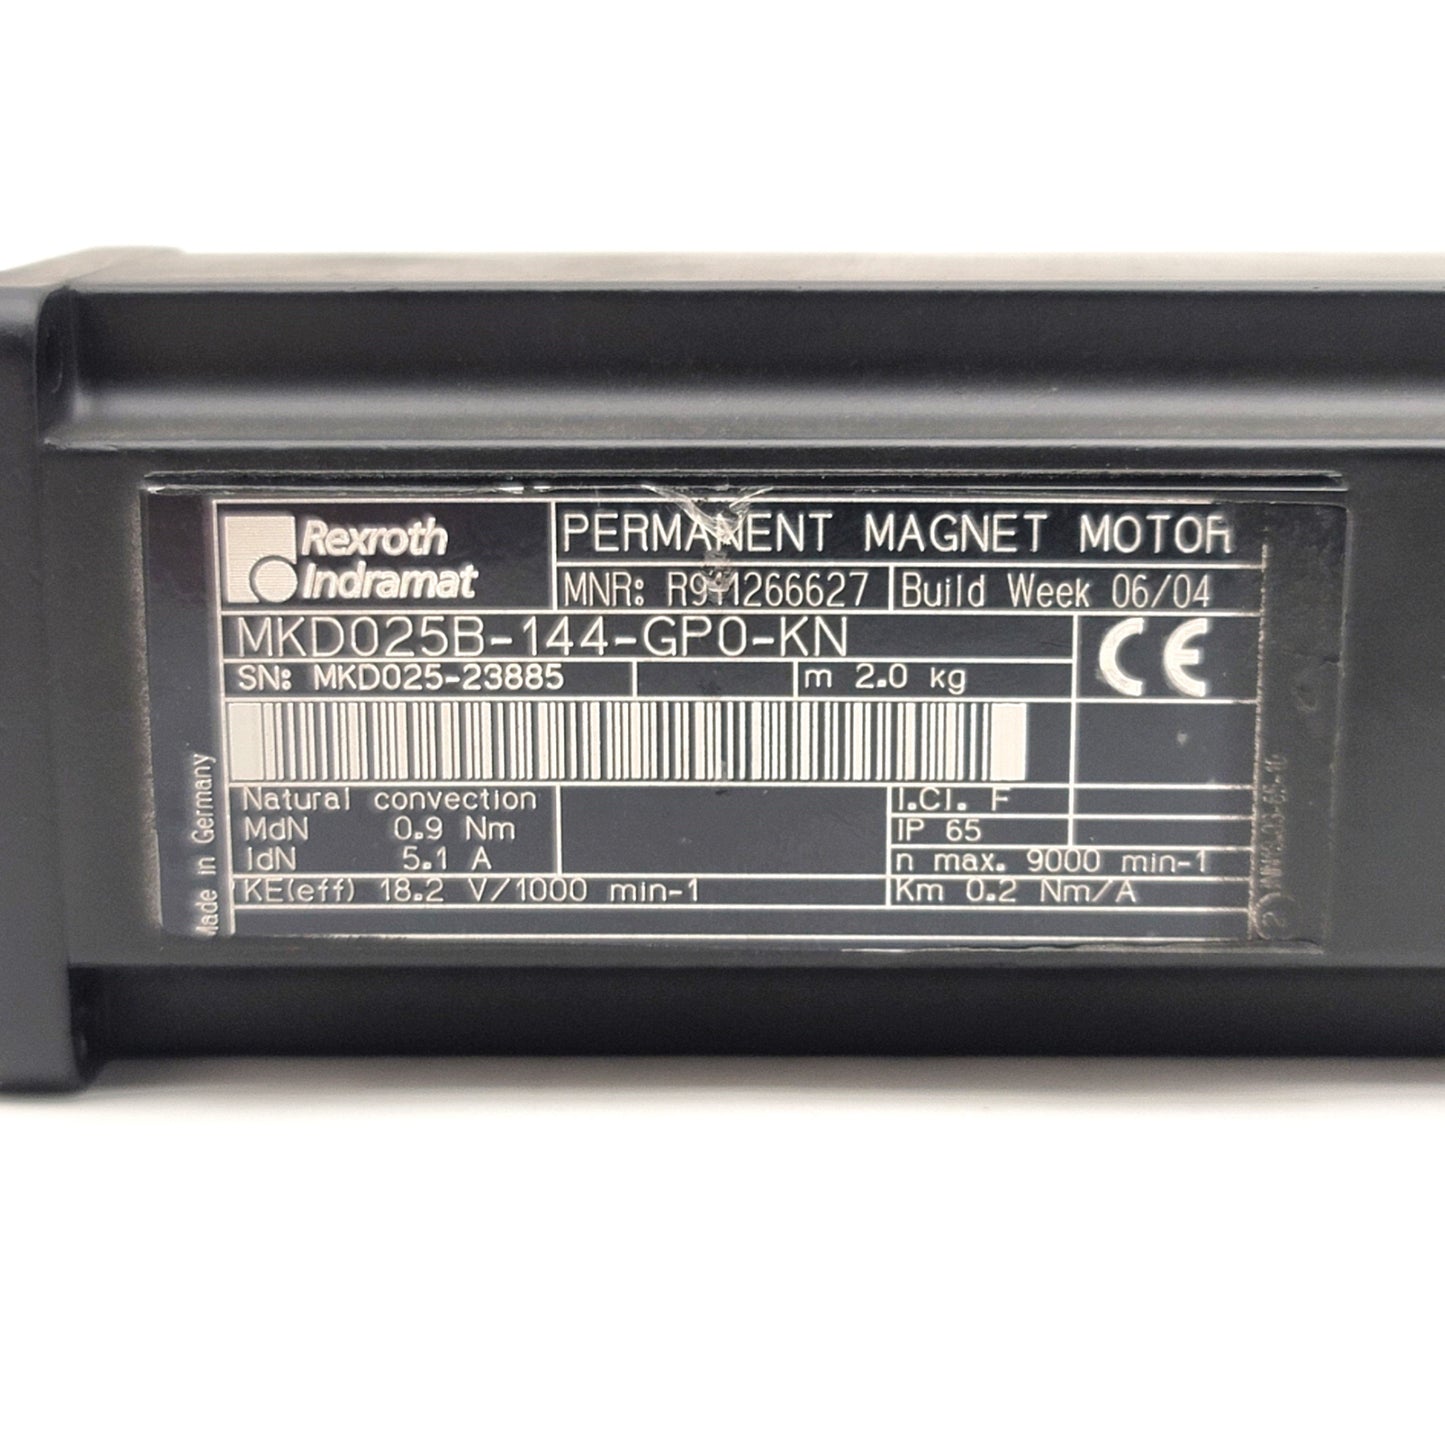 Rexroth
Indramat
PERMANENT MAGNET MOTOR
MNR: R911266627 Build Week 06/04
MKD025B-144-GP0-KN
SN: MKD025-23885 m 2.0 kg
CE
Natural convection I.Cl. F
MdN 0.9 Nm IP 65
IdN 5.1 A n max. 9000 min-1
KE(eff) 18.2 V/1000 min-1 Km 0.2 Nm/A
Made in Germany